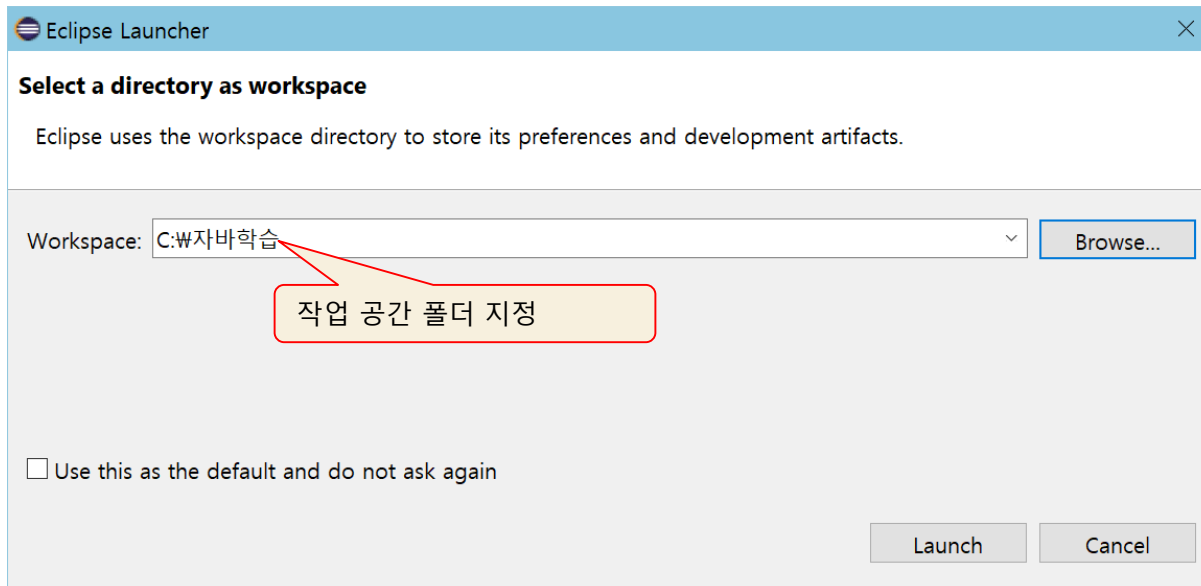 Eclipse Launcher
Select a directory as workspace
Eclipse uses the workspace directory to store its preferences and development artifacts.
Workspace: C:₩자바학습 Browse...
작업 공간 폴더 지정
Use this as the default and do not ask again
Launch Cancel